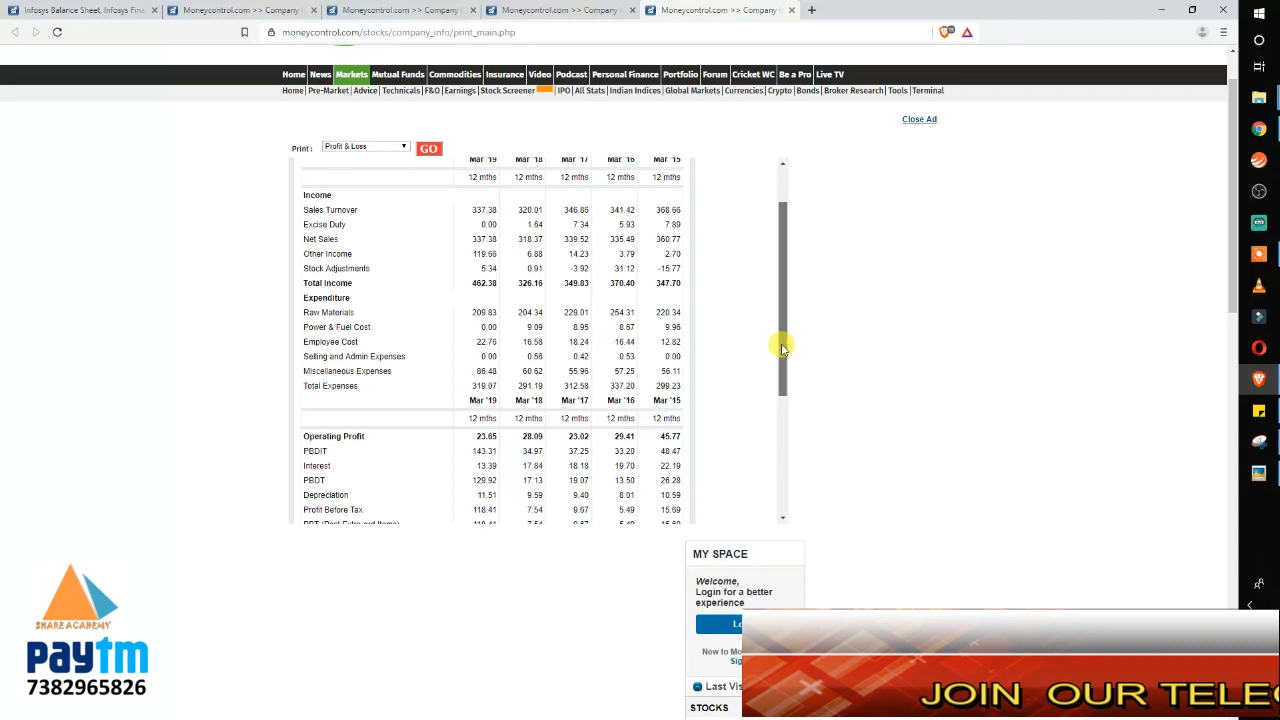 Infosys Balance Sheet, Infosys Finan
Moneycontrol.com >> Company I
Moneycontrol.com >> Company I
Moneycontrol.com >> Company
Moneycontrol.com >> Company I
moneycontrol.com/stocks/company_info/print_main.php
Home News Markets Mutual Funds Commodities Insurance Video Podcast Personal Finance Portfolio Forum Cricket WC Be a Pro Live TV
Home Pre-Market Advice Technicals F&O Earnings Stock Screener IPO All Stats Indian Indices Global Markets Currencies Crypto Bonds Broker Research Tools Terminal
Close Ad
Print : Profit & Loss GO
Mar '19 Mar '18 Mar '17 Mar '16 Mar '15
12 mths 12 mths 12 mths 12 mths 12 mths
Income
Sales Turnover 337.38 320.01 346.86 341.42 368.66
Excise Duty 0.00 1.64 7.34 5.93 7.89
Net Sales 337.38 318.37 339.52 335.49 360.77
Other Income 119.66 6.88 14.23 3.79 2.70
Stock Adjustments 5.34 0.91 -3.92 31.12 -15.77
Total Income 462.38 326.16 349.83 370.40 347.70
Expenditure
Raw Materials 209.83 204.34 229.01 254.31 220.34
Power & Fuel Cost 0.00 9.09 8.95 8.67 9.96
Employee Cost 22.76 16.58 18.24 16.44 12.82
Selling and Admin Expenses 0.00 0.56 0.42 0.53 0.00
Miscellaneous Expenses 86.48 60.62 55.96 57.25 56.11
Total Expenses 319.07 291.19 312.58 337.20 299.23
Mar '19 Mar '18 Mar '17 Mar '16 Mar '15
12 mths 12 mths 12 mths 12 mths 12 mths
Operating Profit 23.65 28.09 23.02 29.41 45.77
PBDIT 143.31 34.97 37.25 33.20 48.47
Interest 13.39 17.84 18.18 19.70 22.19
PBDT 129.92 17.13 19.07 13.50 26.28
Depreciation 11.51 9.59 9.40 8.01 10.59
Profit Before Tax 118.41 7.54 9.67 5.49 15.69
MY SPACE
Welcome,
Login for a better
experience
Lo
New to Mo
Sig
Last Vis
STOCKS
SHARE ACADEMY
paytm
7382965826
JOIN OUR TELEG